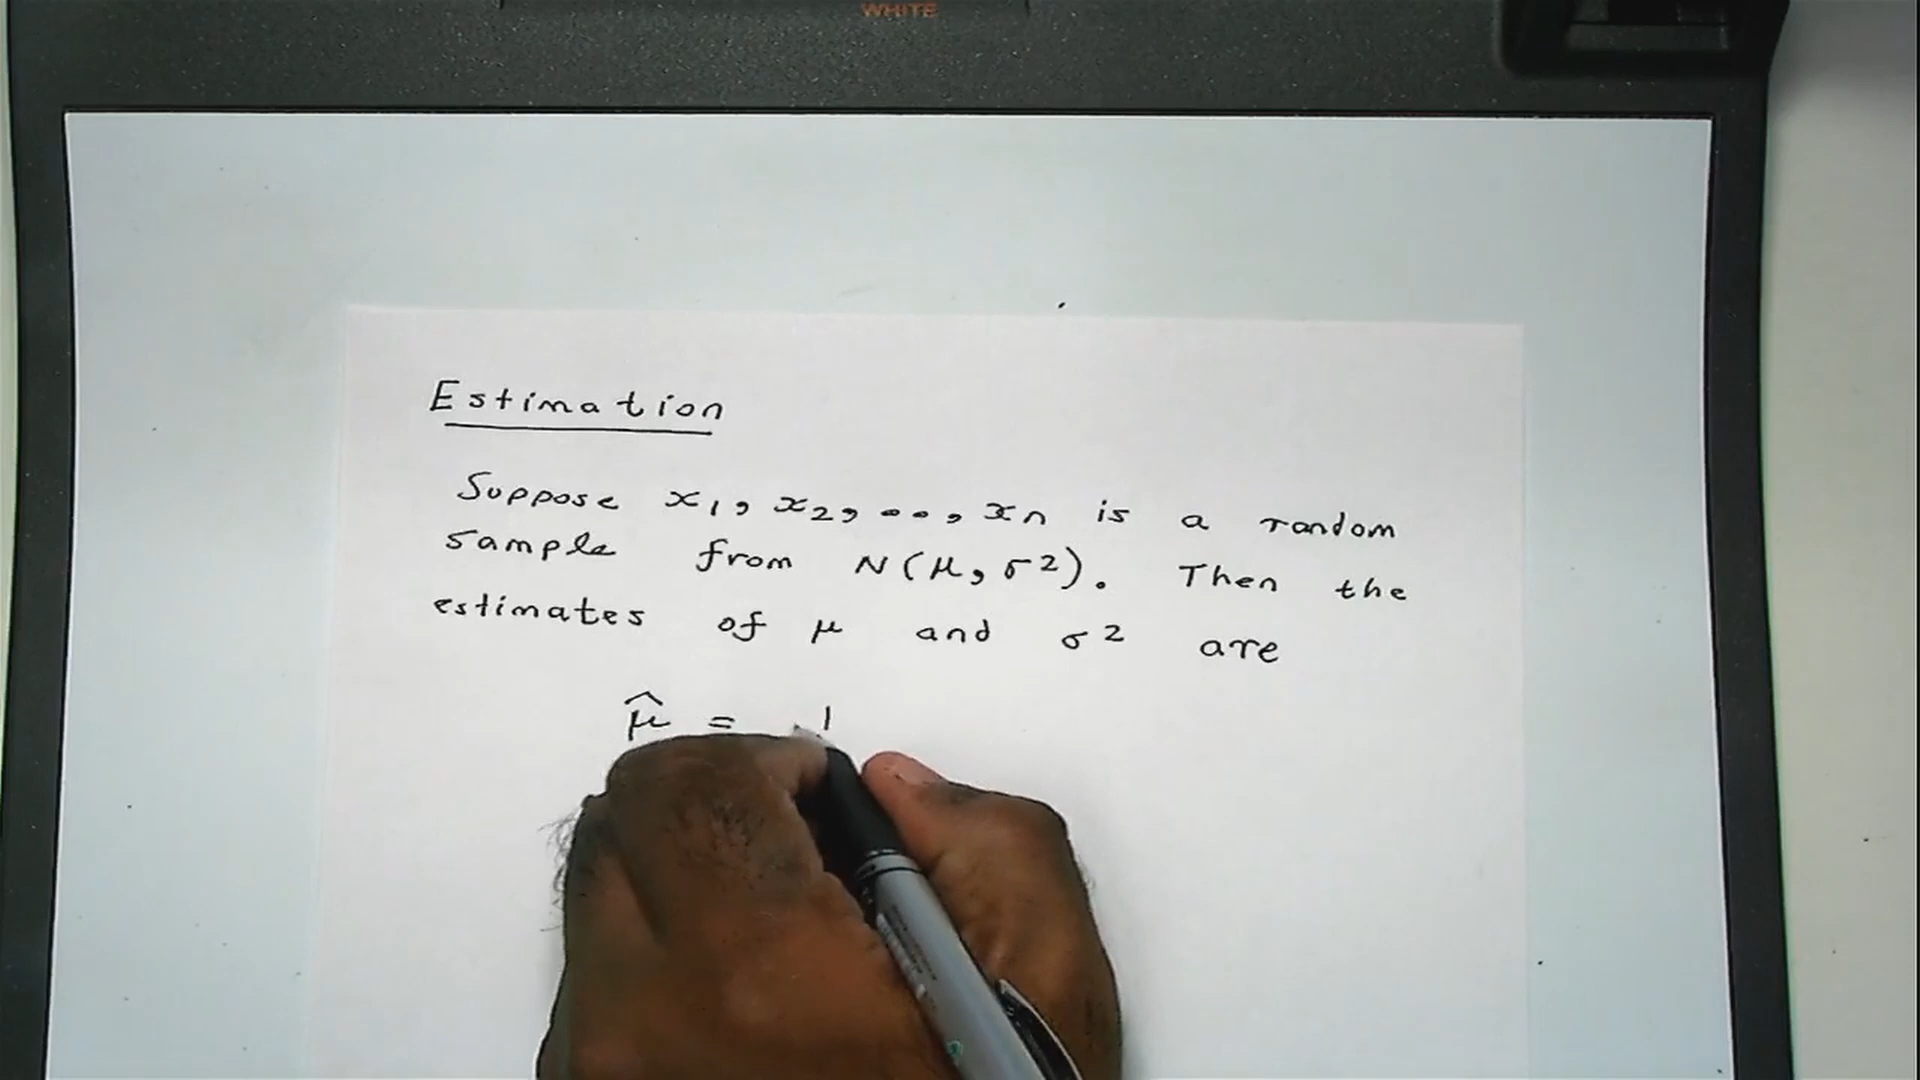 WHITE
Estimation
Suppose x₁, x₂, ..., xn is a random
sample from N(μ, σ²). Then the
estimates of μ and σ² are
μ̂ = 1